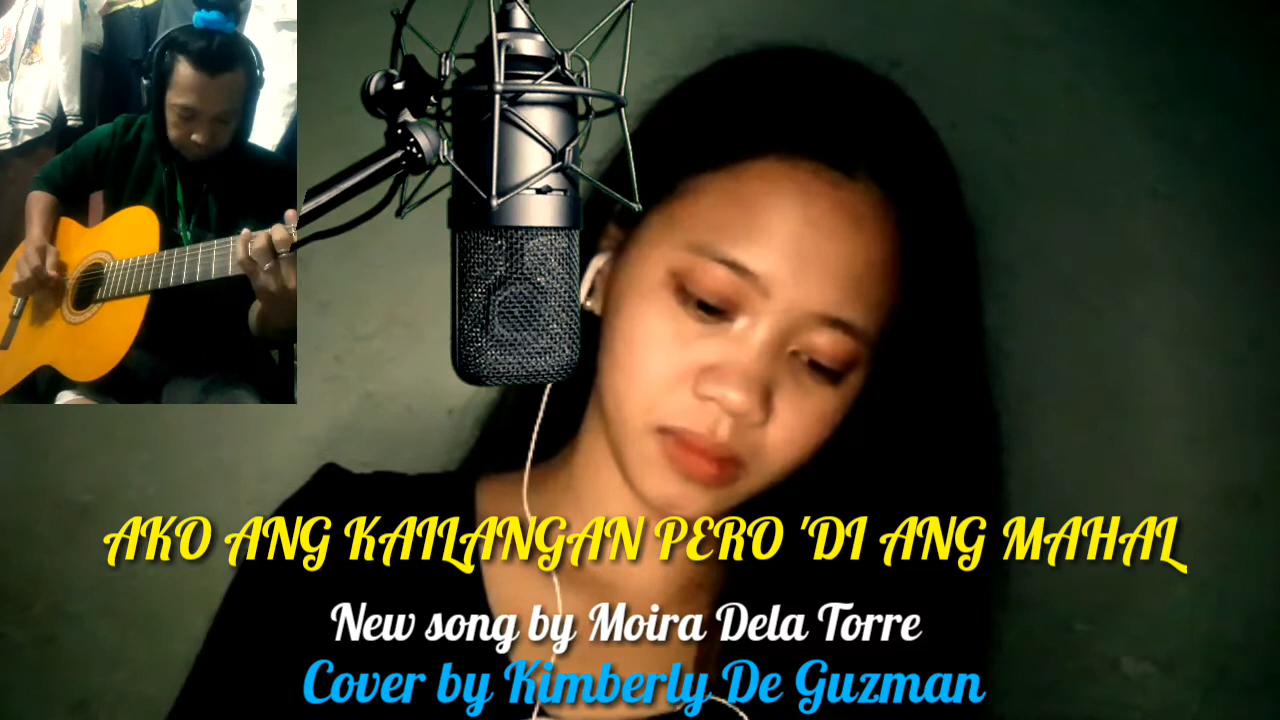 AKO ANG KAILANGAN PERO 'DI ANG MAHAL
New song by Moira Dela Torre
Cover by Kimberly De Guzman